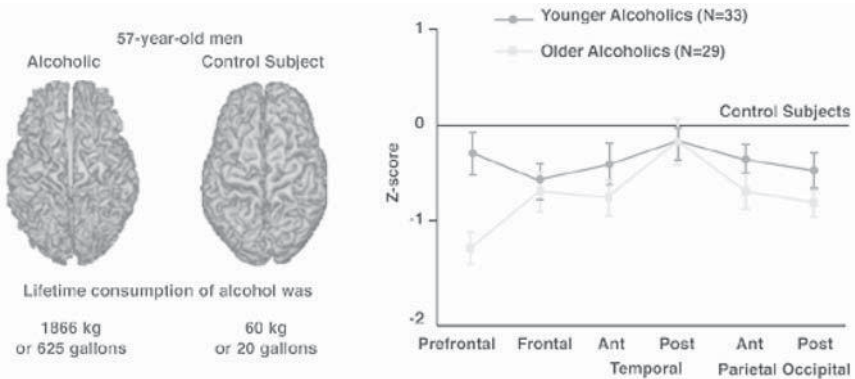 57-year-old men
Alcoholic Control Subject
Lifetime consumption of alcohol was
1866 kg 60 kg
or 625 gallons or 20 gallons
Younger Alcoholics (N=33)
Older Alcoholics (N=29)
Control Subjects
Z-score
1
0
-1
-2
Prefrontal Frontal Ant Post Ant Post
Temporal Parietal Occipital